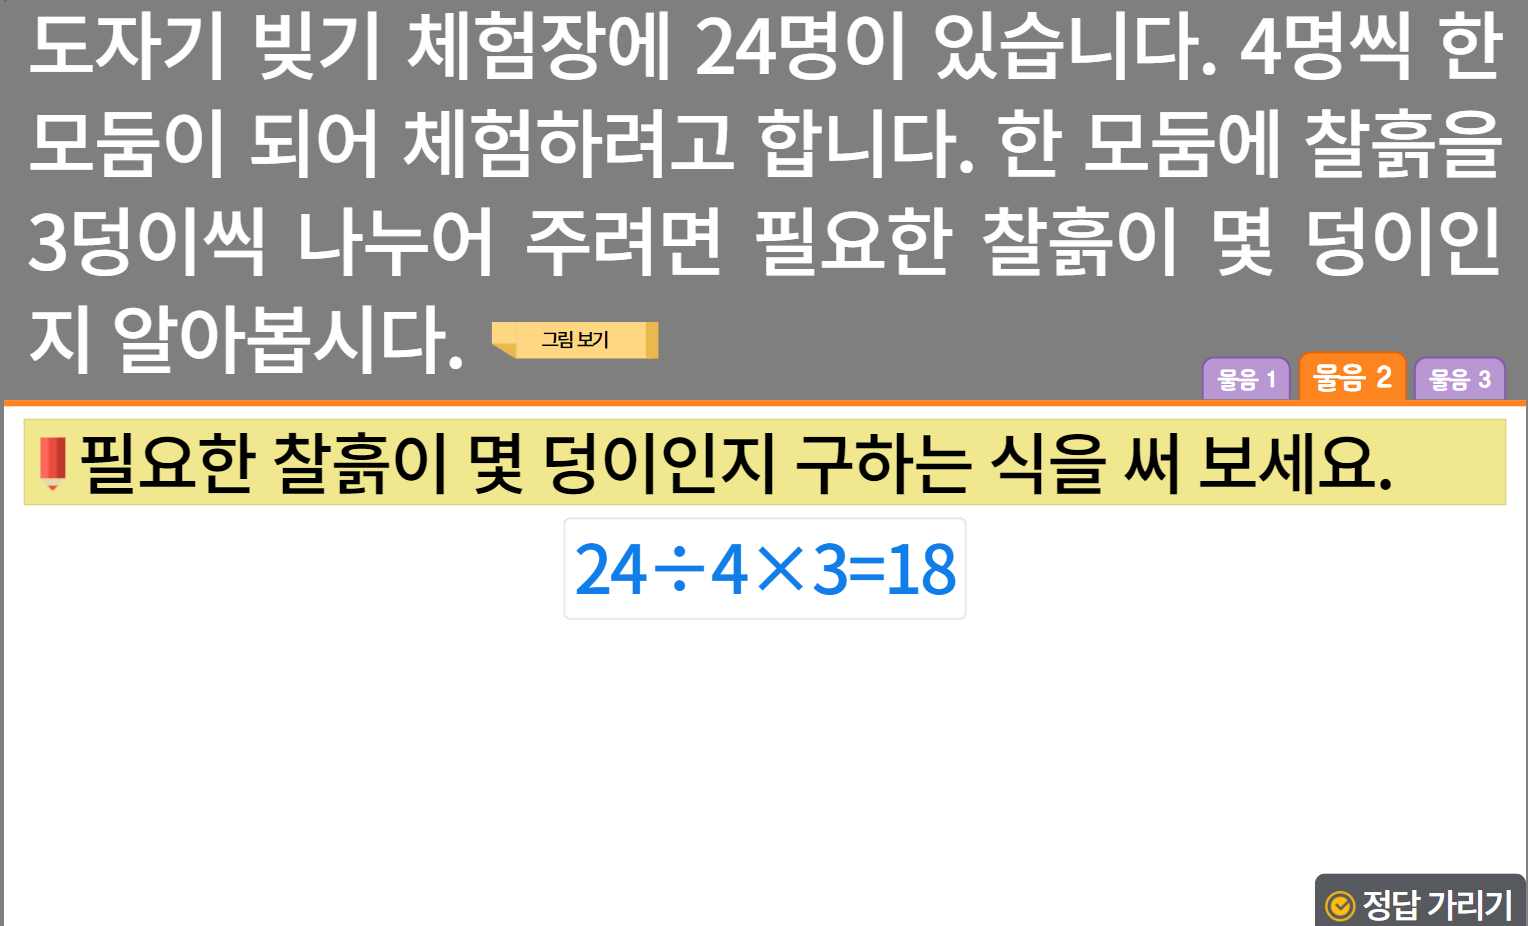 도자기 빚기 체험장에 24명이 있습니다. 4명씩 한
모둠이 되어 체험하려고 합니다. 한 모둠에 찰흙을
3덩이씩 나누어 주려면 필요한 찰흙이 몇 덩이인
지 알아봅시다. 그림 보기
물음 1 물음 2 물음 3
필요한 찰흙이 몇 덩이인지 구하는 식을 써 보세요.
24÷4×3=18
정답 가리기